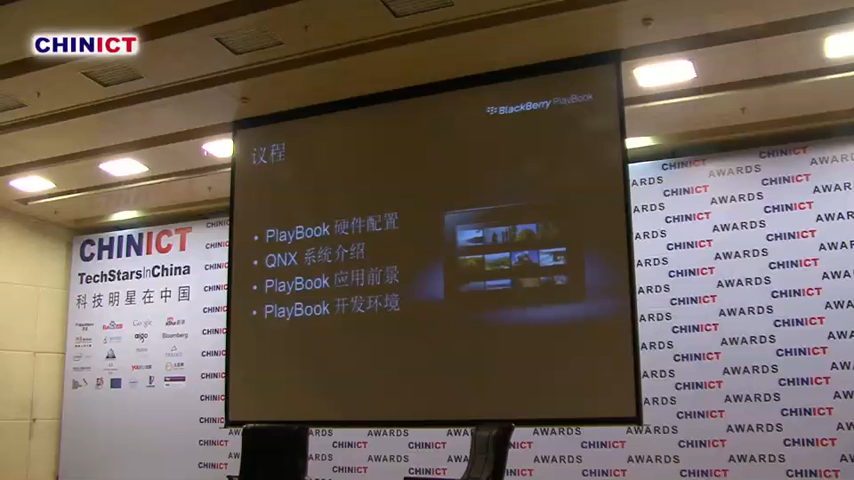 CHINICT
BlackBerry PlayBook
议程
• PlayBook 硬件配置
• QNX 系统介绍
• PlayBook 应用前景
• PlayBook 开发环境
CHINICT
TechStarsInChina
科技明星在中国
Google
aigo
Bloomberg
CHINICT AWARDS